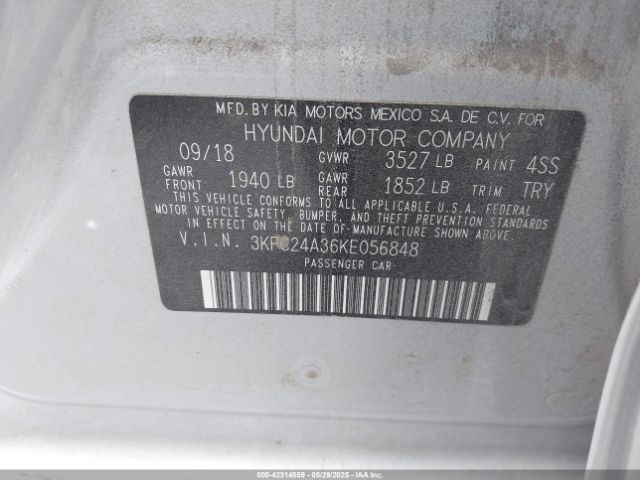 MFD. BY KIA MOTORS MEXICO S.A. DE C.V. FOR
HYUNDAI MOTOR COMPANY
09/18 GVWR 3527 LB PAINT 4SS
GAWR FRONT 1940 LB GAWR REAR 1852 LB TRIM TRY
THIS VEHICLE CONFORMS TO ALL APPLICABLE U.S.A. FEDERAL
MOTOR VEHICLE SAFETY, BUMPER, AND THEFT PREVENTION STANDARDS
IN EFFECT ON THE DATE OF MANUFACTURE SHOWN ABOVE.
V.I.N. 3KPC24A36KE056848
PASSENGER CAR
000-42314559 - 05/29/2025 - IAAI.COM